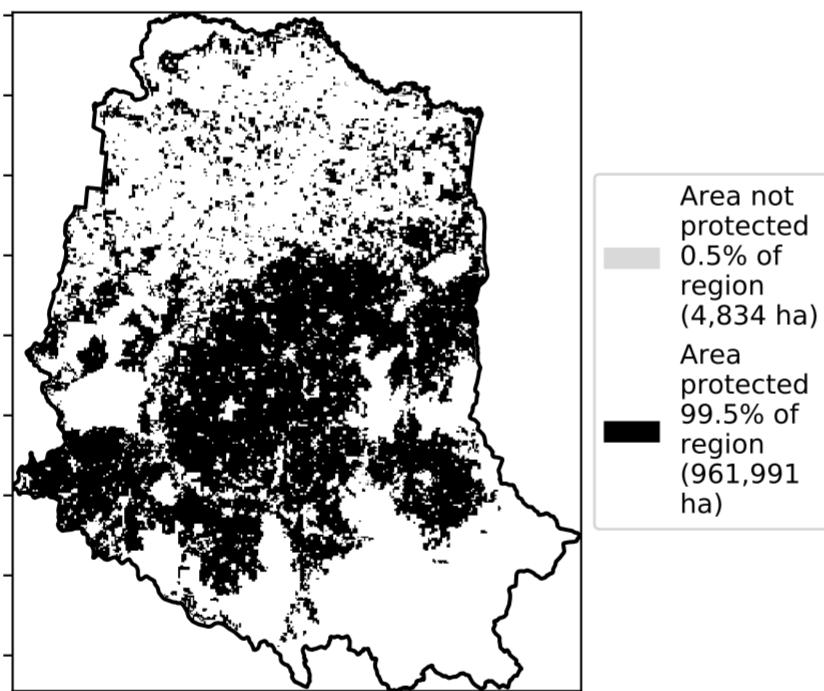 Area not
protected
0.5% of
region
(4,834 ha)
Area
protected
99.5% of
region
(961,991
ha)